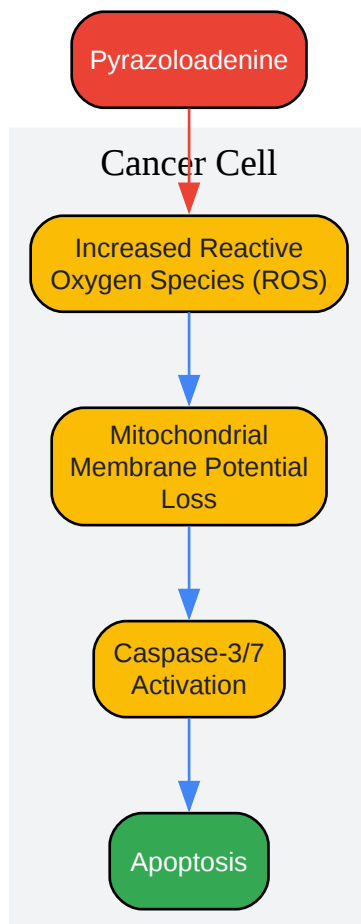 Pyrazoloadenine
Cancer Cell
Increased Reactive
Oxygen Species (ROS)
Mitochondrial
Membrane Potential
Loss
Caspase-3/7
Activation
Apoptosis